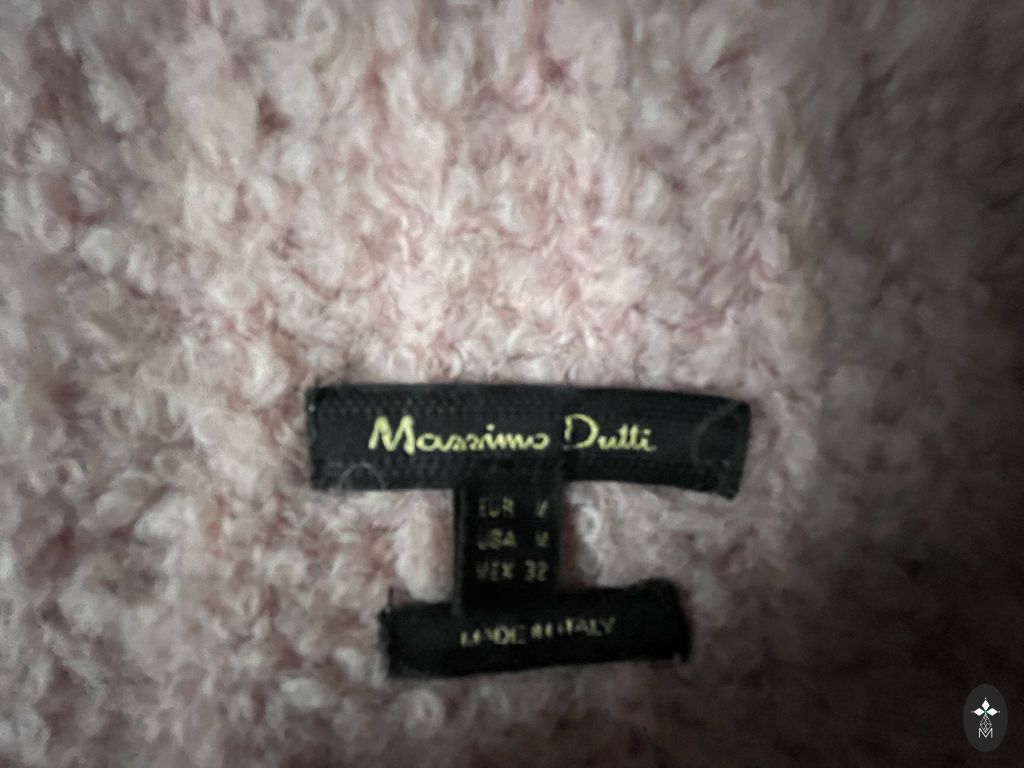 Massimo Dutti
EUR M
USA M
MEX 32
MADE IN ITALY
M